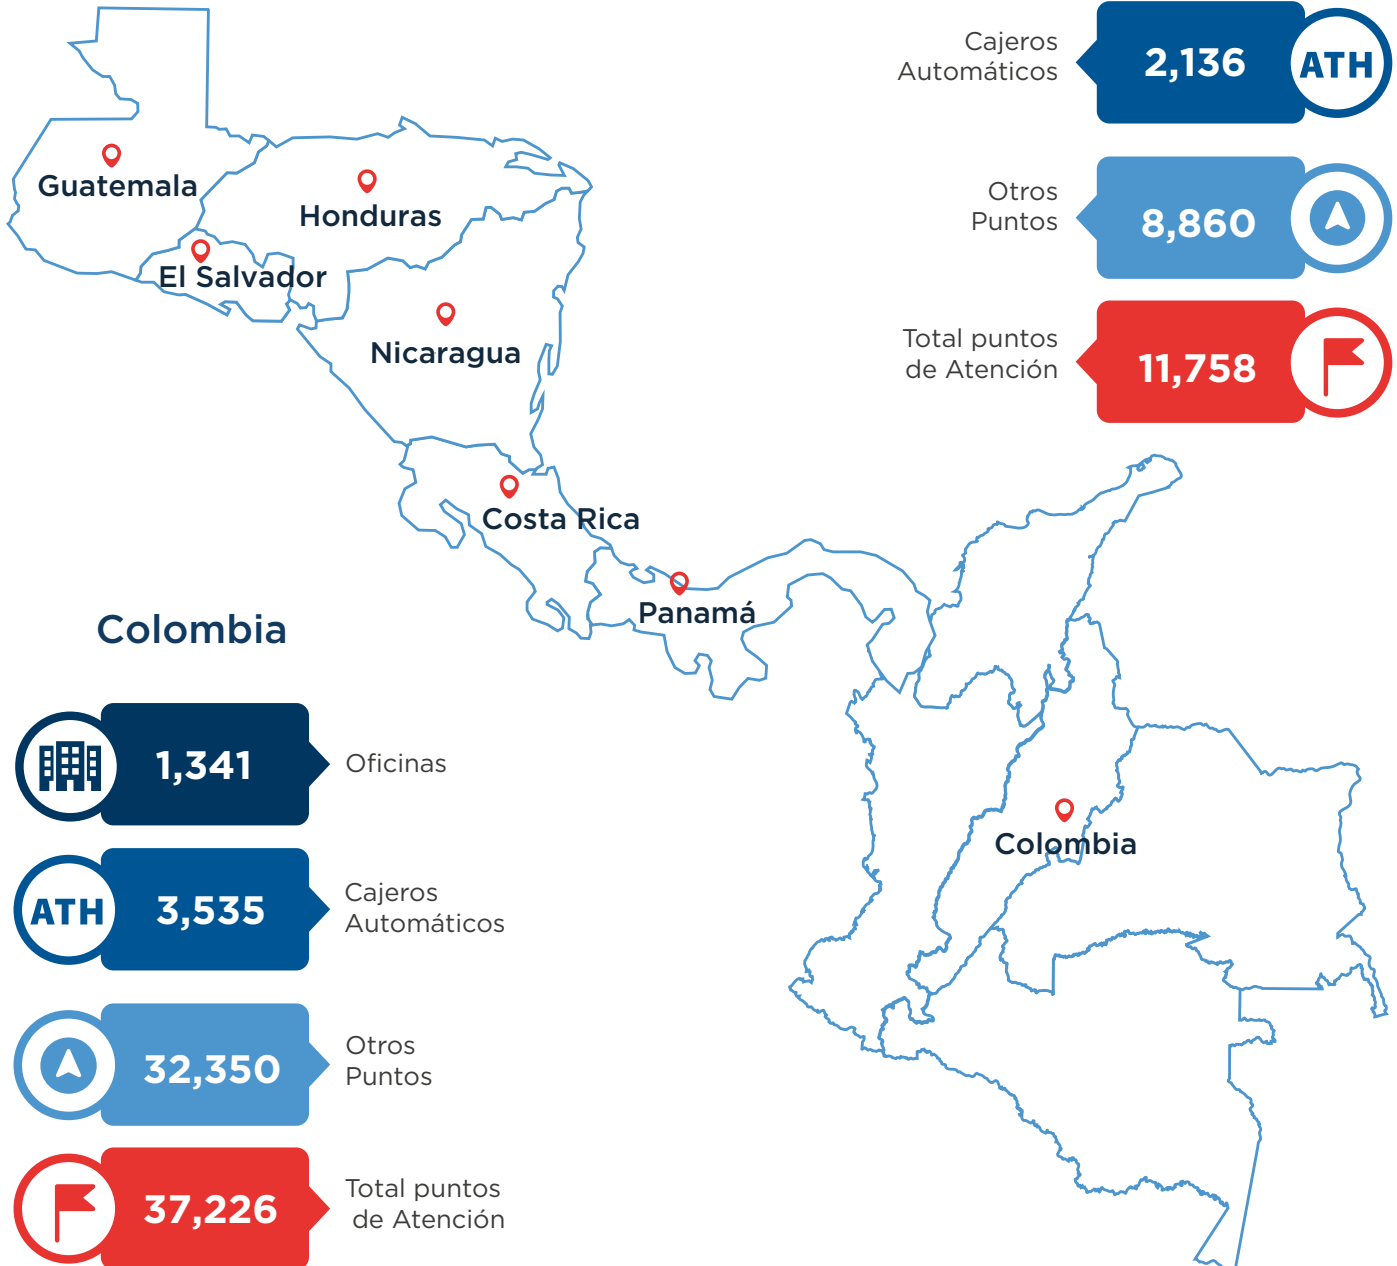 Cajeros
Automáticos
2,136
ATH
Otros
Puntos
8,860
Total puntos
de Atención
11,758
Guatemala
Honduras
El Salvador
Nicaragua
Costa Rica
Panamá
Colombia
Colombia
1,341
Oficinas
ATH
3,535
Cajeros
Automáticos
32,350
Otros
Puntos
37,226
Total puntos
de Atención